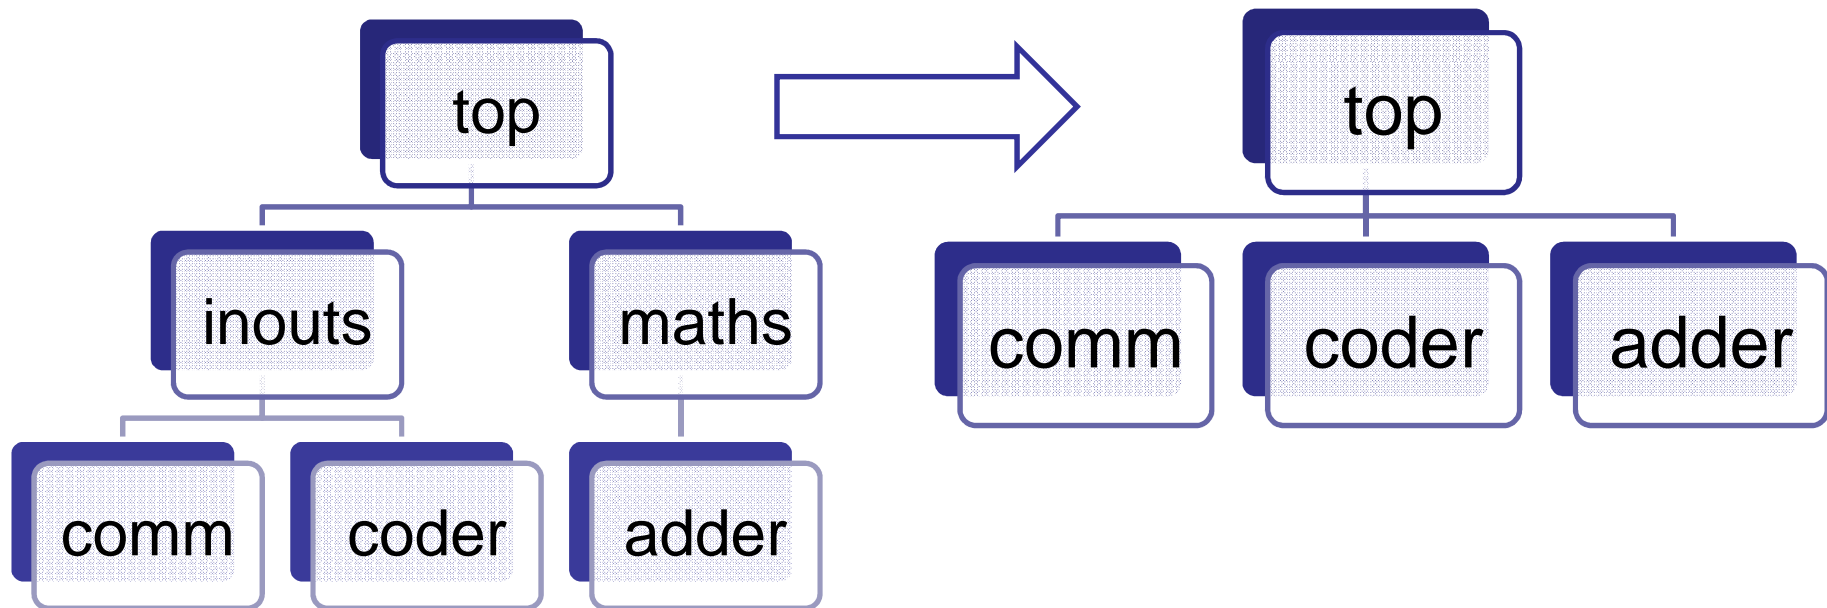 top
inouts
maths
comm
coder
adder
top
comm
coder
adder